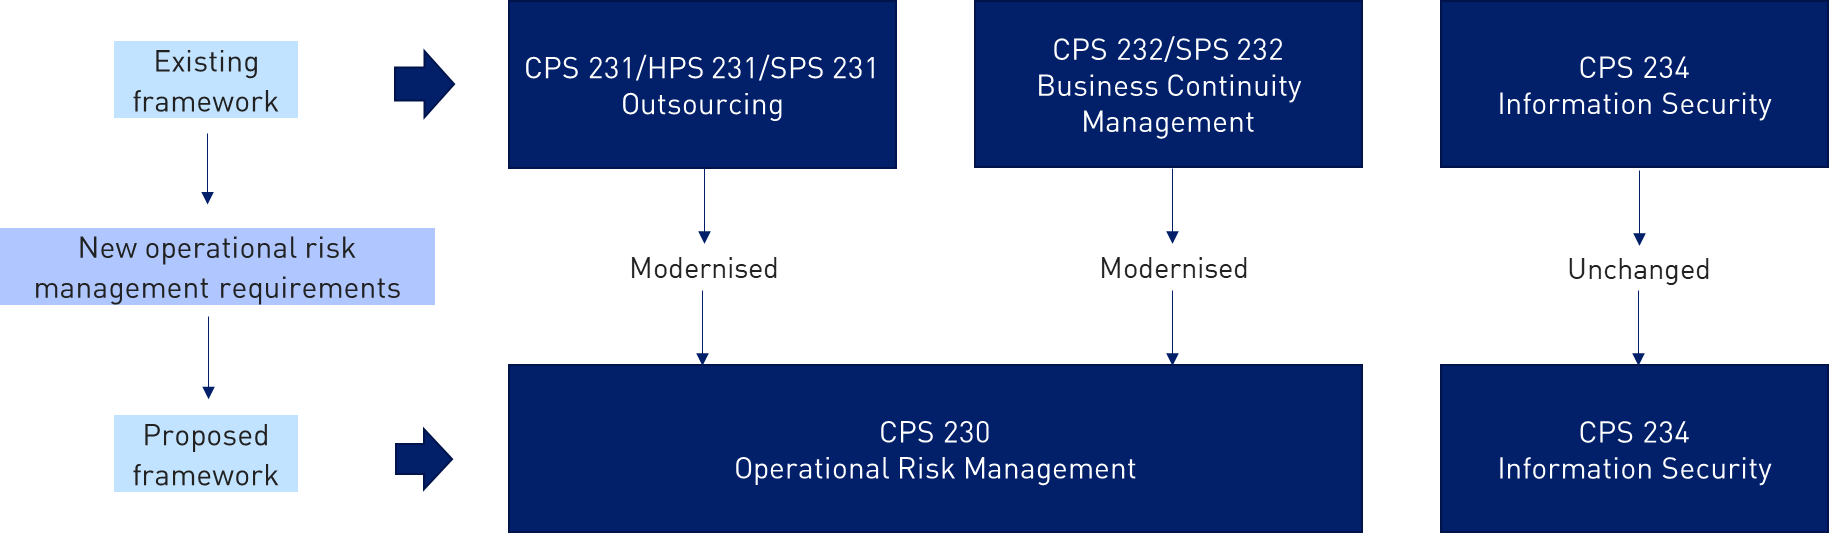 Existing
framework
CPS 231/HPS 231/SPS 231
Outsourcing
CPS 232/SPS 232
Business Continuity
Management
CPS 234
Information Security
New operational risk
management requirements
Modernised
Modernised
Unchanged
Proposed
framework
CPS 230
Operational Risk Management
CPS 234
Information Security